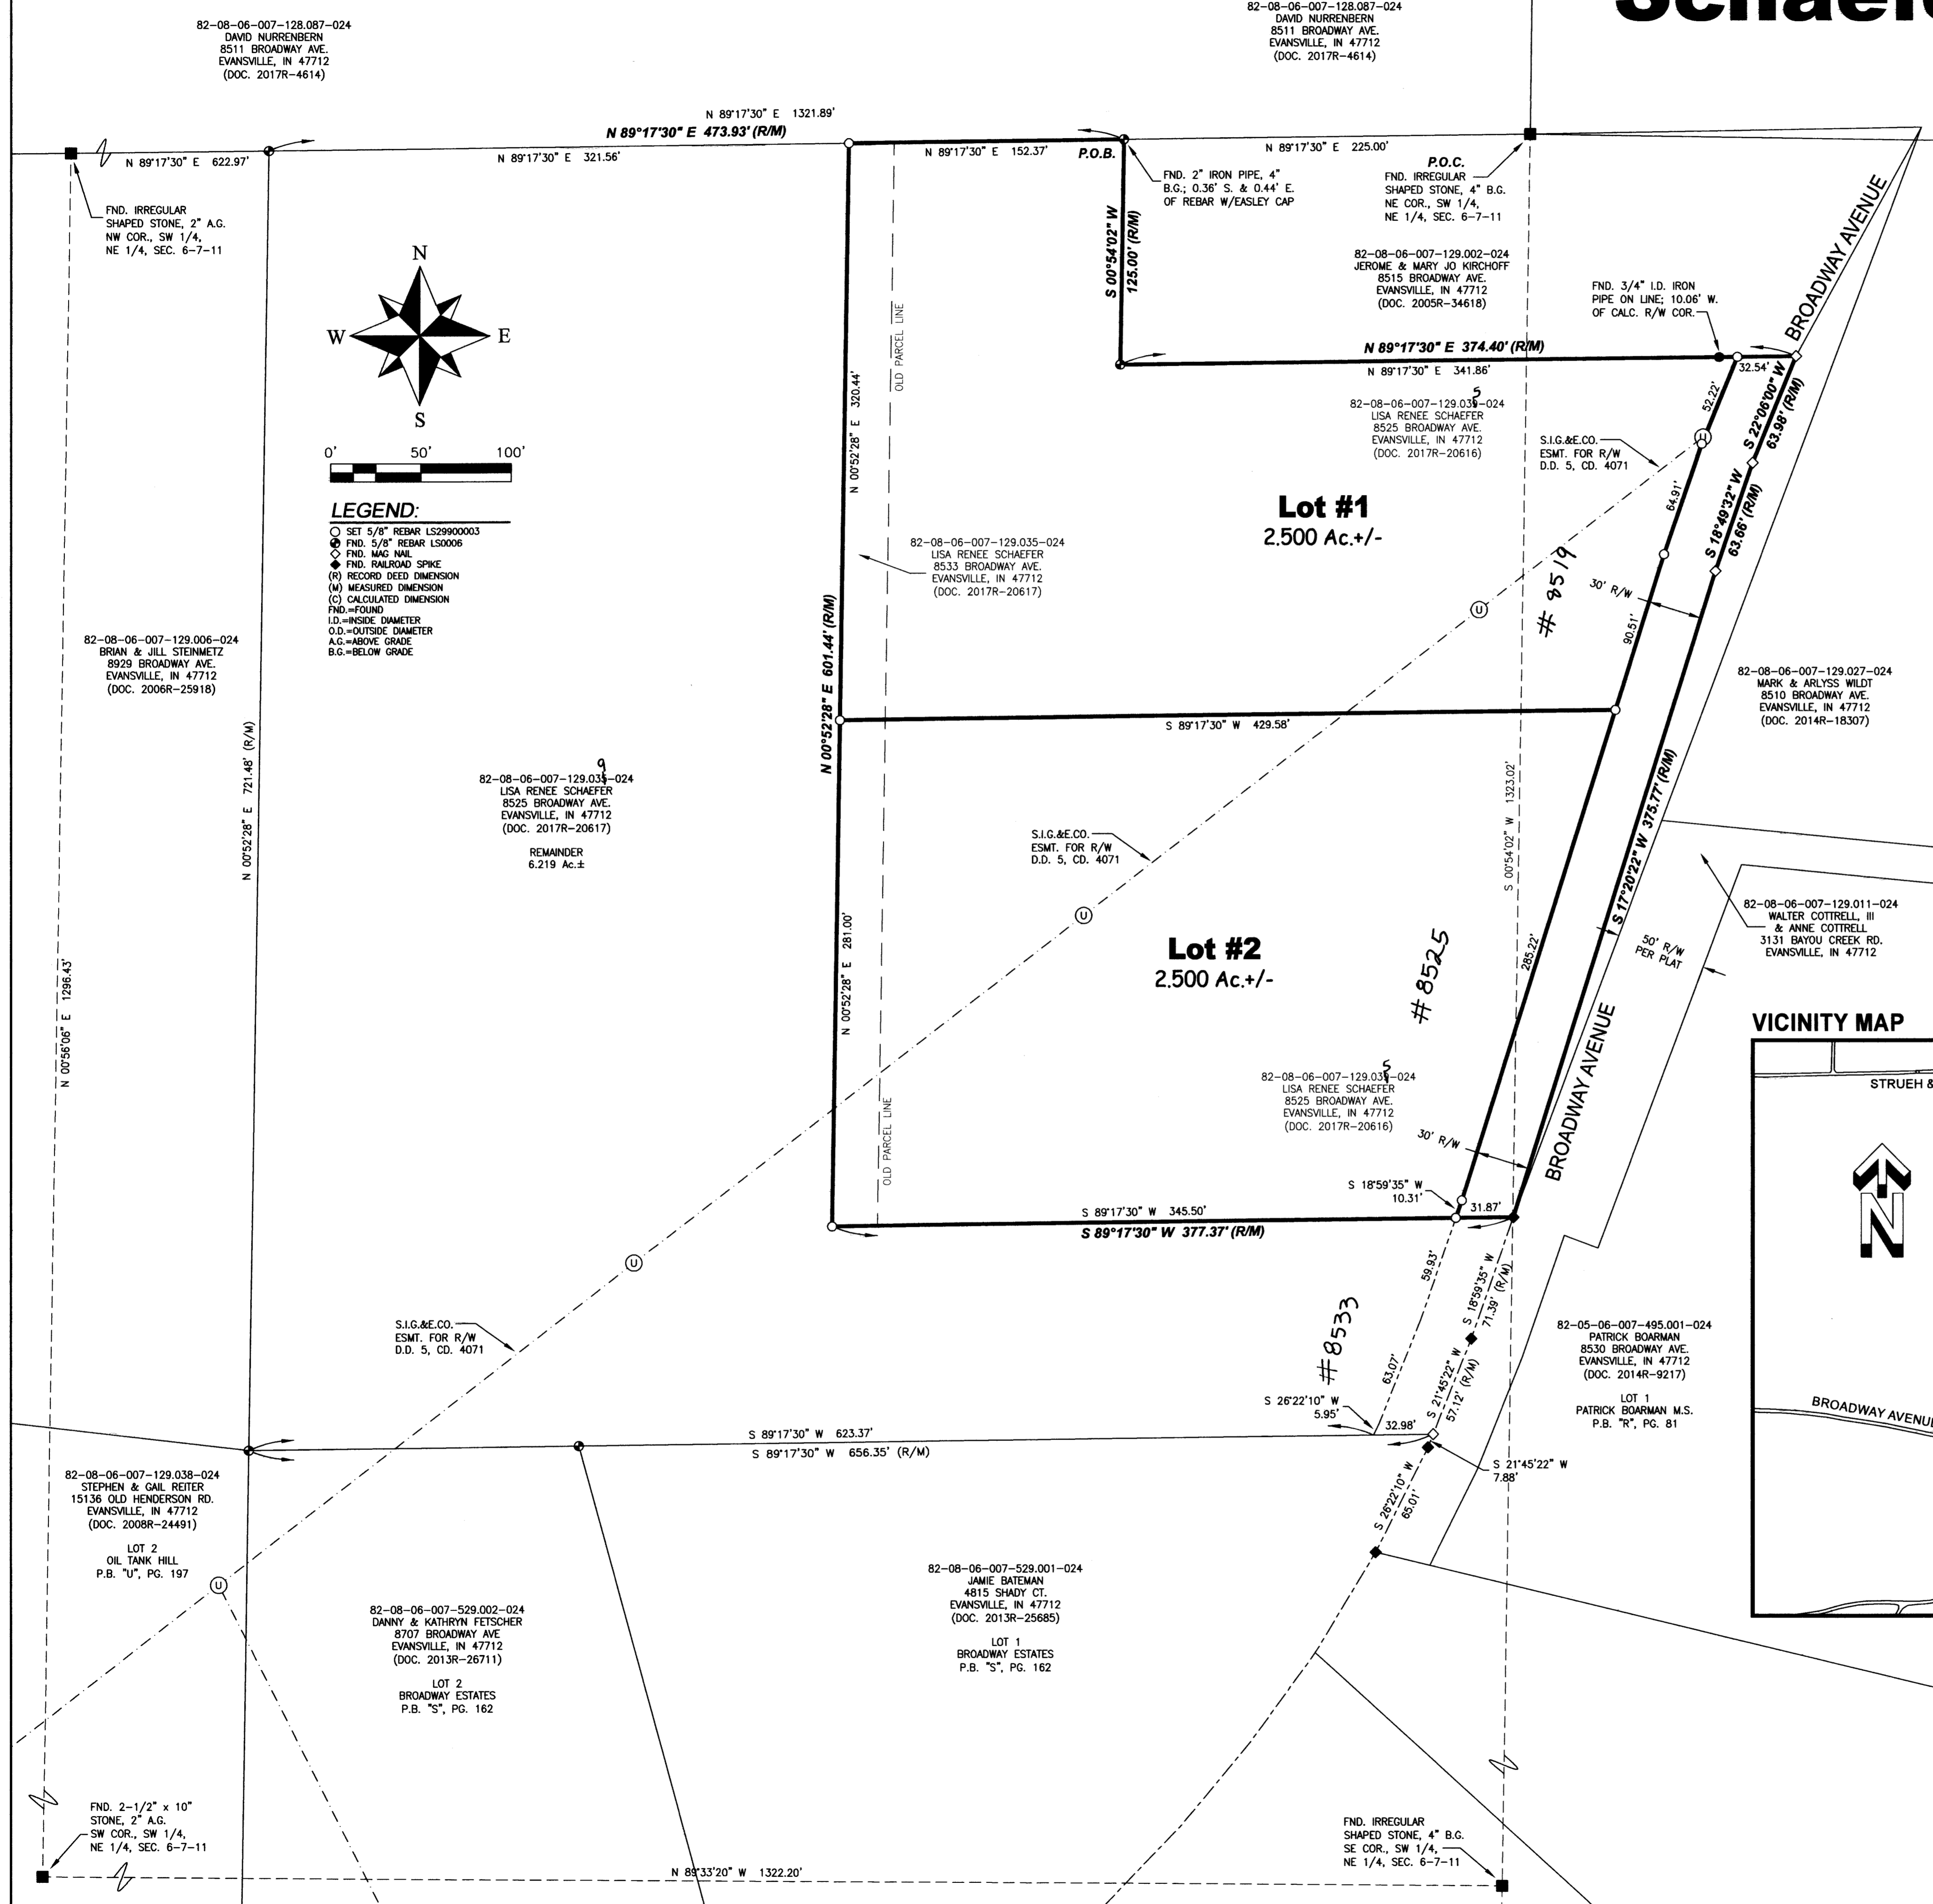 Schaefe
82-08-06-007-128.087-024
DAVID NURRENBERN
8511 BROADWAY AVE.
EVANSVILLE, IN 47712
(DOC. 2017R-4614)
82-08-06-007-128.087-024
DAVID NURRENBERN
8511 BROADWAY AVE.
EVANSVILLE, IN 47712
(DOC. 2017R-4614)
N 89°17'30" E 1321.89'
N 89°17'30" E 473.93' (R/M)
N 89°17'30" E 622.97'
N 89°17'30" E 321.56'
N 89°17'30" E 152.37'
P.O.B.
N 89°17'30" E 225.00'
P.O.C.
FND. IRREGULAR
SHAPED STONE, 4" B.G.
NE COR., SW 1/4,
NE 1/4, SEC. 6-7-11
FND. 2" IRON PIPE, 4"
B.G.; 0.36' S. & 0.44' E.
OF REBAR W/EASLEY CAP
FND. IRREGULAR
SHAPED STONE, 2" A.G.
NW COR., SW 1/4,
NE 1/4, SEC. 6-7-11
S 00°54'02" W
125.00' (R/M)
82-08-06-007-129.002-024
JEROME & MARY JO KIRCHOFF
8515 BROADWAY AVE.
EVANSVILLE, IN 47712
(DOC. 2005R-34618)
FND. 3/4" I.D. IRON
PIPE ON LINE; 10.06' W.
OF CALC. R/W COR.
BROADWAY AVENUE
N
W
E
S
0'
50'
100'
LEGEND:
SET 5/8" REBAR LS29900003
FND. 5/8" REBAR LS0006
FND. MAG NAIL
FND. RAILROAD SPIKE
(R) RECORD DEED DIMENSION
(M) MEASURED DIMENSION
(C) CALCULATED DIMENSION
FND.=FOUND
I.D.=INSIDE DIAMETER
O.D.=OUTSIDE DIAMETER
A.G.=ABOVE GRADE
B.G.=BELOW GRADE
OLD PARCEL LINE
N 00°52'28" E 320.44'
N 89°17'30" E 374.40' (R/M)
N 89°17'30" E 341.86'
32.54'
52.22'
S 22°06'00" W
63.98' (R/M)
5
82-08-06-007-129.039-024
LISA RENEE SCHAEFER
8525 BROADWAY AVE.
EVANSVILLE, IN 47712
(DOC. 2017R-20616)
S.I.G.&E.CO.
ESMT. FOR R/W
D.D. 5, CD. 4071
U
64.91'
S 18°49'32" W
63.66' (R/M)
Lot #1
2.500 Ac.+/-
82-08-06-007-129.035-024
LISA RENEE SCHAEFER
8533 BROADWAY AVE.
EVANSVILLE, IN 47712
(DOC. 2017R-20617)
# 8519
30' R/W
U
90.51'
82-08-06-007-129.006-024
BRIAN & JILL STEINMETZ
8929 BROADWAY AVE.
EVANSVILLE, IN 47712
(DOC. 2006R-25918)
N 00°52'28" E 721.48' (R/M)
N 00°52'28" E 601.44' (R/M)
82-08-06-007-129.027-024
MARK & ARLYSS WILDT
8510 BROADWAY AVE.
EVANSVILLE, IN 47712
(DOC. 2014R-18307)
S 89°17'30" W 429.58'
9
82-08-06-007-129.035-024
LISA RENEE SCHAEFER
8525 BROADWAY AVE.
EVANSVILLE, IN 47712
(DOC. 2017R-20617)
REMAINDER
6.219 Ac.±
S 00°54'02" W 1323.02'
S 17°20'22" W 375.77' (R/M)
S.I.G.&E.CO.
ESMT. FOR R/W
D.D. 5, CD. 4071
U
N 00°52'28" E 281.00'
Lot #2
2.500 Ac.+/-
#8525
285.22'
50' R/W
PER PLAT
82-08-06-007-129.011-024
WALTER COTTRELL, III
& ANNE COTTRELL
3131 BAYOU CREEK RD.
EVANSVILLE, IN 47712
N 00°56'06" E 1296.43'
BROADWAY AVENUE
VICINITY MAP
STRUEH &
N
BROADWAY AVENUE
5
82-08-06-007-129.039-024
LISA RENEE SCHAEFER
8525 BROADWAY AVE.
EVANSVILLE, IN 47712
(DOC. 2017R-20616)
30' R/W
OLD PARCEL LINE
S 18°59'35" W
10.31'
31.87'
S 89°17'30" W 345.50'
S 89°17'30" W 377.37' (R/M)
U
59.93'
S 18°59'35" W
71.39' (R/M)
#8533
63.07'
S 21°45'22" W
57.12' (R/M)
S.I.G.&E.CO.
ESMT. FOR R/W
D.D. 5, CD. 4071
82-05-06-007-495.001-024
PATRICK BOARMAN
8530 BROADWAY AVE.
EVANSVILLE, IN 47712
(DOC. 2014R-9217)
LOT 1
PATRICK BOARMAN M.S.
P.B. "R", PG. 81
S 26°22'10" W
5.95'
32.98'
S 89°17'30" W 623.37'
S 89°17'30" W 656.35' (R/M)
S 21°45'22" W
7.88'
S 26°22'10" W
65.01'
82-08-06-007-129.038-024
STEPHEN & GAIL REITER
15136 OLD HENDERSON RD.
EVANSVILLE, IN 47712
(DOC. 2008R-24491)
LOT 2
OIL TANK HILL
P.B. "U", PG. 197
U
82-08-06-007-529.002-024
DANNY & KATHRYN FETSCHER
8707 BROADWAY AVE
EVANSVILLE, IN 47712
(DOC. 2013R-26711)
LOT 2
BROADWAY ESTATES
P.B. "S", PG. 162
82-08-06-007-529.001-024
JAMIE BATEMAN
4815 SHADY CT.
EVANSVILLE, IN 47712
(DOC. 2013R-25685)
LOT 1
BROADWAY ESTATES
P.B. "S", PG. 162
FND. 2-1/2" x 10"
STONE, 2" A.G.
SW COR., SW 1/4,
NE 1/4, SEC. 6-7-11
N 89°33'20" W 1322.20'
FND. IRREGULAR
SHAPED STONE, 4" B.G.
SE COR., SW 1/4,
NE 1/4, SEC. 6-7-11